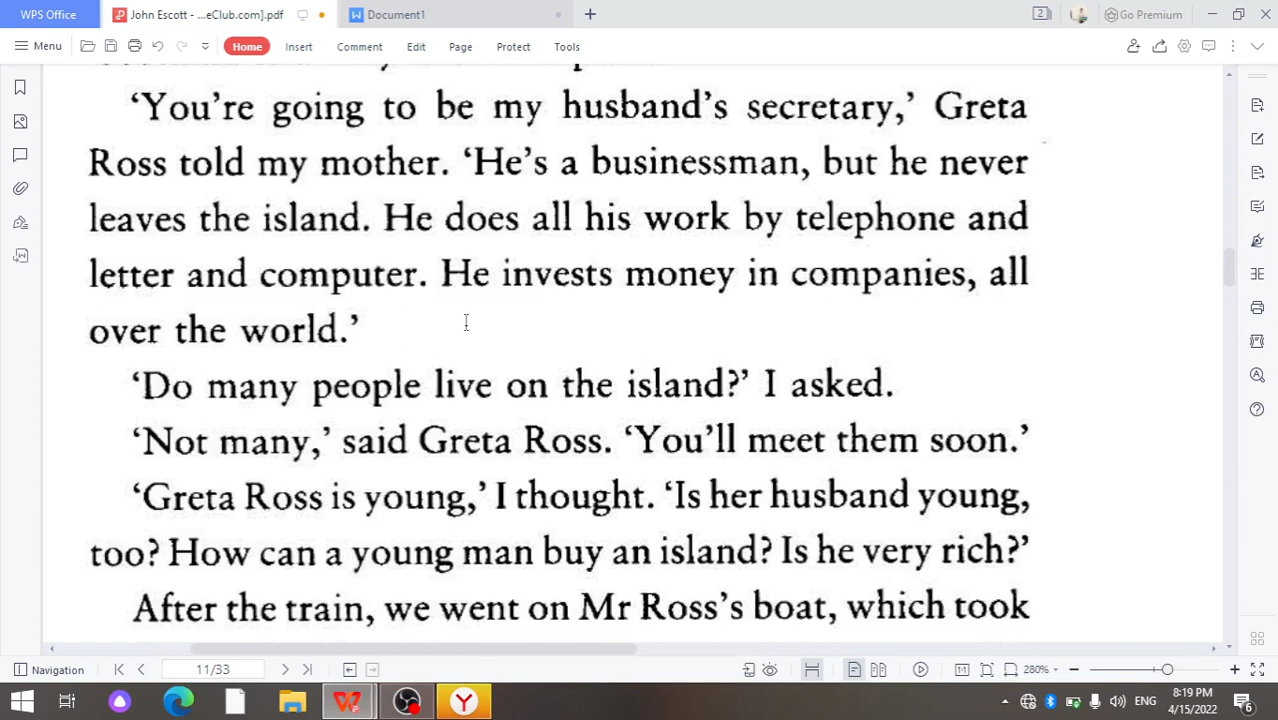 WPS Office
John Escott - ...eClub.com].pdf
Document1
2
Go Premium
Menu
Home
Insert
Comment
Edit
Page
Protect
Tools
‘You’re going to be my husband’s secretary,’ Greta
Ross told my mother. ‘He’s a businessman, but he never
leaves the island. He does all his work by telephone and
letter and computer. He invests money in companies, all
over the world.’
‘Do many people live on the island?’ I asked.
‘Not many,’ said Greta Ross. ‘You’ll meet them soon.’
‘Greta Ross is young,’ I thought. ‘Is her husband young,
too? How can a young man buy an island? Is he very rich?’
After the train, we went on Mr Ross’s boat, which took
Navigation
11/33
280%
ENG
8:19 PM
4/15/2022
6